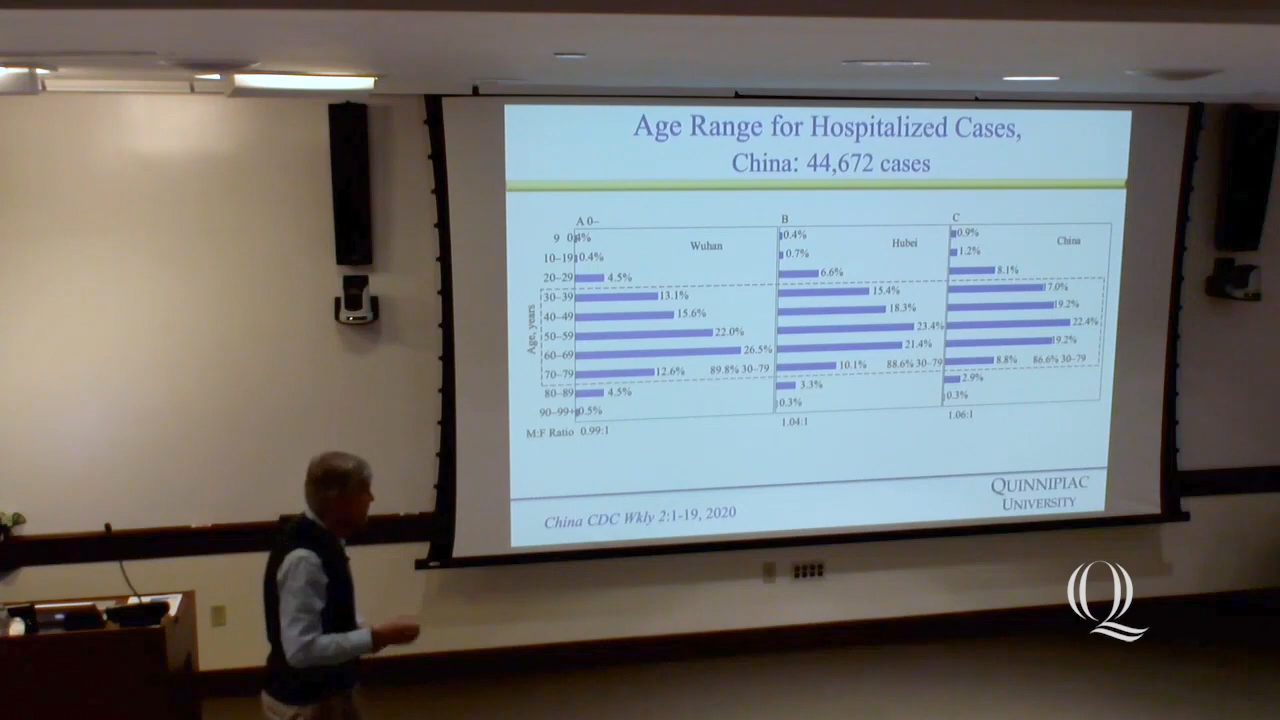 Age Range for Hospitalized Cases,
China: 44,672 cases
A 0– B C
9 0.4% Wuhan 0.4% Hubei 0.9% China
10–19 0.4% 0.7% 1.2%
20–29 4.5% 6.6% 8.1%
30–39 13.1% 15.4% 17.0%
40–49 15.6% 18.3% 19.2%
50–59 22.0% 23.4% 22.4%
60–69 26.5% 21.4% 19.2%
70–79 12.6% 89.8% 30–79 10.1% 88.6% 30–79 8.8% 86.6% 30–79
80–89 4.5% 3.3% 2.9%
90–99+ 0.5% 0.3% 0.3%
Age, years
M:F Ratio 0.99:1 1.04:1 1.06:1
QUINNIPIAC
UNIVERSITY
China CDC Wkly 2:1-19, 2020
Q